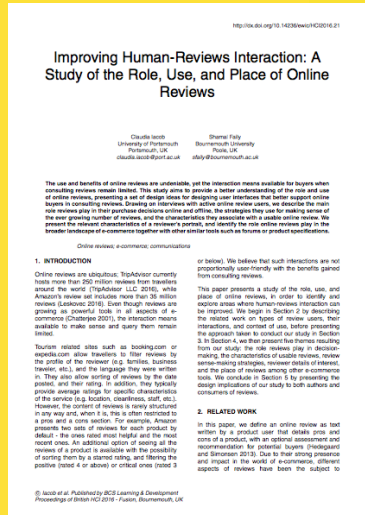 http://dx.doi.org/10.14236/ewic/HCI2016.21
Improving Human-Reviews Interaction: A
Study of the Role, Use, and Place of Online
Reviews
Claudia Iacob
University of Portsmouth
Portsmouth, UK
claudia.iacob@port.ac.uk
Shamal Faily
Bournemouth University
Poole, UK
sfaily@bournemouth.ac.uk
The use and benefits of online reviews are undeniable, yet the interaction means available for buyers when
consulting reviews remain limited. This study aims to provide a better understanding of the role and use
of online reviews, presenting a set of design ideas for designing user interfaces that better support online
buyers in consulting reviews. Drawing on interviews with active online review users, we describe the main
role reviews play in their purchase decisions online and offline, the strategies they use for making sense of
the ever growing number of reviews, and the characteristics they associate with a usable online review. We
present the relevant characteristics of a reviewer's portrait, and identify the role online reviews play in the
broader landscape of e-commerce together with other similar tools such as forums or product specifications.
Online reviews; e-commerce; communications
1. INTRODUCTION
Online reviews are ubiquitous; TripAdvisor currently
hosts more than 250 million reviews from travellers
around the world (TripAdvisor LLC 2016), while
Amazon's review set includes more than 36 million
reviews (Leskovec 2016). Even though reviews are
growing as powerful tools in all aspects of e-
commerce (Chatterjee 2001), the interaction means
available to make sense and query them remain
limited.
Tourism related sites such as booking.com or
expedia.com allow travellers to filter reviews by
the profile of the reviewer (e.g. families, business
traveler, etc.), and the language they were written
in. They also allow sorting of reviews by the date
posted, and their rating. In addition, they typically
provide average ratings for specific characteristics
of the service (e.g. location, cleanliness, staff, etc.).
However, the content of reviews is rarely structured
in any way and, when it is, this is often restricted to
a pros and a cons section. For example, Amazon
presents two sets of reviews for each product by
default - the ones rated most helpful and the most
recent ones. An additional option of seeing all the
reviews of a product is available with the possibility
of sorting them by a starred rating, and filtering the
positive (rated 4 or above) or critical ones (rated 3
or below). We believe that such interactions are not
proportionally user-friendly with the benefits gained
from consulting reviews.
This paper presents a study of the role, use, and
place of online reviews, in order to identify and
explore areas where human-reviews interaction can
be improved. We begin in Section 2 by describing
the related work on types of review users, their
interactions, and context of use, before presenting
the approach taken to conduct our study in Section
3. In Section 4, we then present five themes resulting
from our study: the role reviews play in decision-
making, the characteristics of usable reviews, review
sense-making strategies, reviewer details of interest,
and the place of reviews among other e-commerce
tools. We conclude in Section 5 by presenting the
design implications of our study to both authors and
consumers of reviews.
2. RELATED WORK
In this paper, we define an online review as text
written by a product user that details pros and
cons of a product, with an optional assessment and
recommendation for potential buyers (Hedegaard
and Simonsen 2013). Due to their strong presence
and impact in the world of e-commerce, different
aspects of reviews have been the subject to
© Iacob et al. Published by BCS Learning & Development
Proceedings of British HCI 2016 - Fusion, Bournemouth, UK